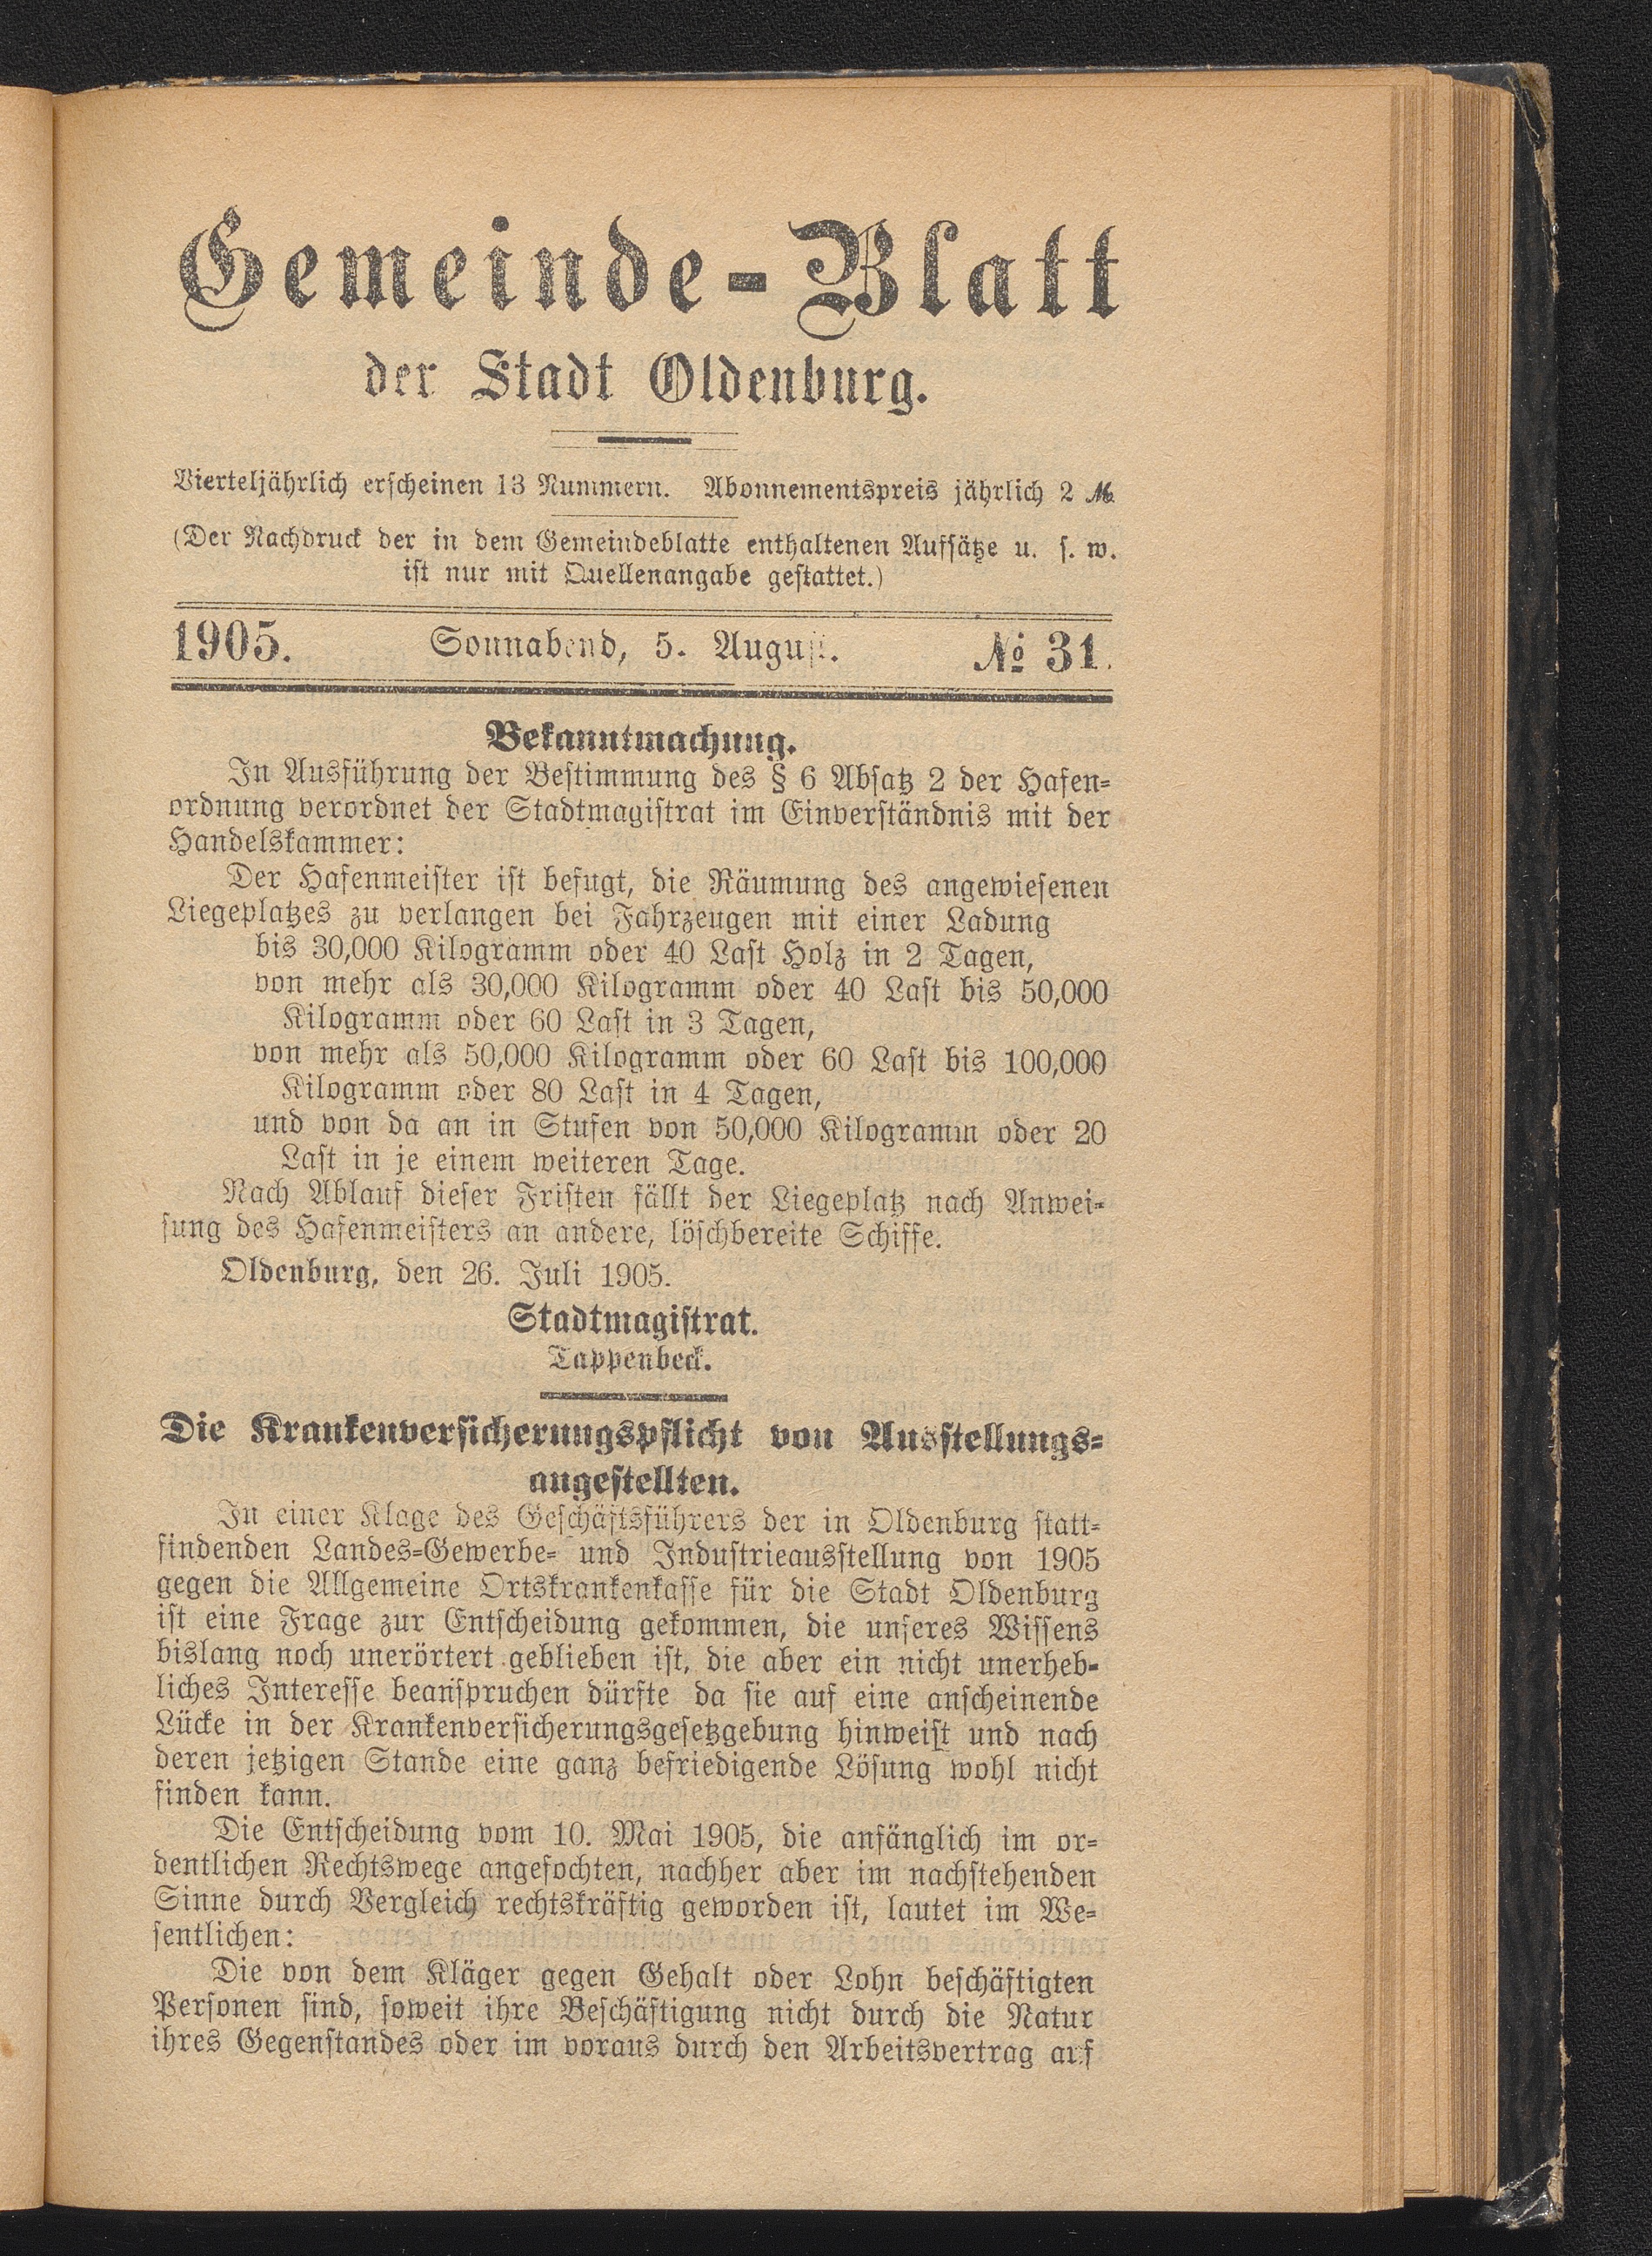 Gemeinde-Blatt
der Stadt Oldenburg.
Vierteljährlich erscheinen 13 Nummern. Abonnementspreis jährlich 2 ℳ.
(Der Nachdruck der in dem Gemeindeblatte enthaltenen Aufsätze u. s. w.
ist nur mit Quellenangabe gestattet.)
1905. Sonnabend, 5. August. № 31.
Bekanntmachung.
In Ausführung der Bestimmung des § 6 Absatz 2 der Hafen-
ordnung verordnet der Stadtmagistrat im Einverständnis mit der
Handelskammer:
Der Hafenmeister ist befugt, die Räumung des angewiesenen
Liegeplatzes zu verlangen bei Fahrzeugen mit einer Ladung
bis 30,000 Kilogramm oder 40 Last Holz in 2 Tagen,
von mehr als 30,000 Kilogramm oder 40 Last bis 50,000
Kilogramm oder 60 Last in 3 Tagen,
von mehr als 50,000 Kilogramm oder 60 Last bis 100,000
Kilogramm oder 80 Last in 4 Tagen,
und von da an in Stufen von 50,000 Kilogramm oder 20
Last in je einem weiteren Tage.
Nach Ablauf dieser Fristen fällt der Liegeplatz nach Anwei-
sung des Hafenmeisters an andere, löschbereite Schiffe.
Oldenburg, den 26. Juli 1905.
Stadtmagistrat.
Tappenbeck.
Die Krankenversicherungspflicht von Ausstellungs-
angestellten.
In einer Klage des Geschäftsführers der in Oldenburg statt-
findenden Landes-Gewerbe- und Industrieausstellung von 1905
gegen die Allgemeine Ortskrankenkasse für die Stadt Oldenburg
ist eine Frage zur Entscheidung gekommen, die unseres Wissens
bislang noch unerörtert geblieben ist, die aber ein nicht unerheb-
liches Interesse beanspruchen dürfte da sie auf eine anscheinende
Lücke in der Krankenversicherungsgesetzgebung hinweist und nach
deren jetzigen Stande eine ganz befriedigende Lösung wohl nicht
finden kann.
Die Entscheidung vom 10. Mai 1905, die anfänglich im or-
dentlichen Rechtswege angefochten, nachher aber im nachstehenden
Sinne durch Vergleich rechtskräftig geworden ist, lautet im We-
sentlichen:
Die von dem Kläger gegen Gehalt oder Lohn beschäftigten
Personen sind, soweit ihre Beschäftigung nicht durch die Natur
ihres Gegenstandes oder im voraus durch den Arbeitsvertrag auf